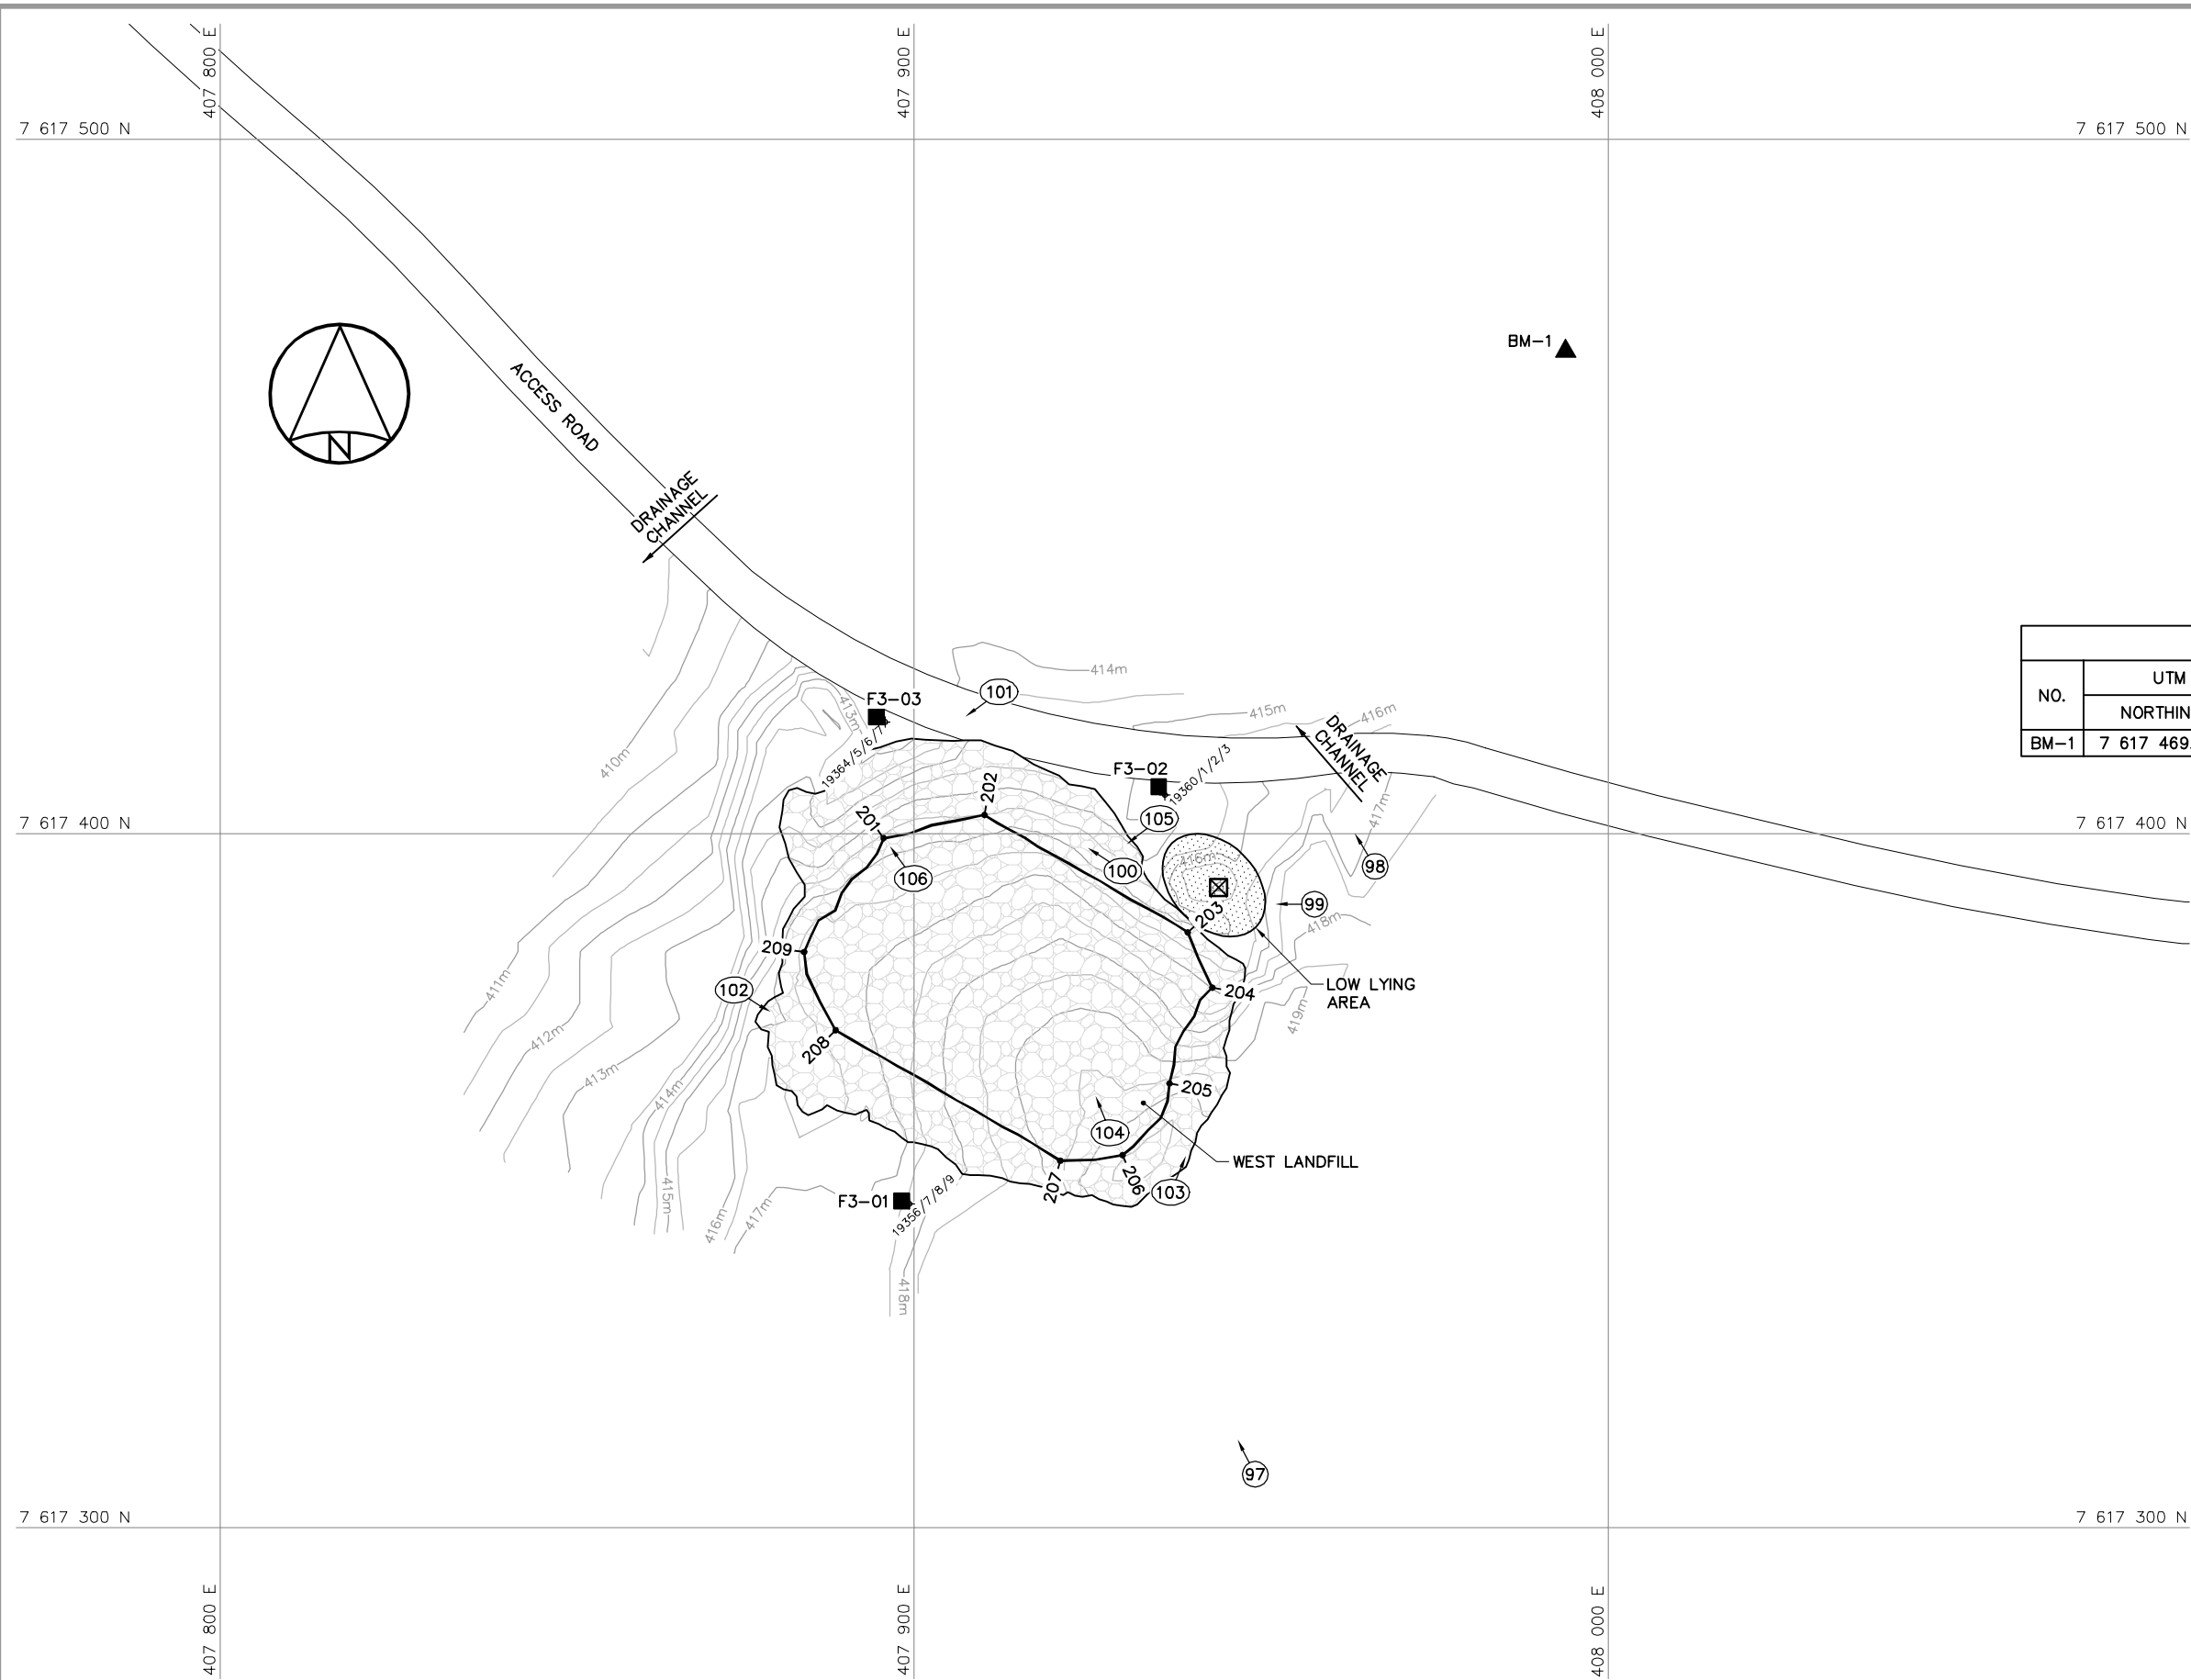 407 800 E
407 900 E
408 000 E
7 617 500 N
7 617 500 N
BM-1
N
ACCESS ROAD
DRAINAGE
CHANNEL
UTM
NO.
NORTHIN
BM-1 7 617 469.
414m
101
F3-03
413m
415m
416m
DRAINAGE
CHANNEL
410m
19364/5/6/7
F3-02
19360/1/2/3
202
417m
105
201
7 617 400 N
7 617 400 N
416m
98
100
106
99
203
418m
209
411m
102
204
LOW LYING
AREA
419m
412m
208
413m
205
414m
104
WEST LANDFILL
206
207
103
415m
F3-01
19356/7/8/9
416m
417m
418m
97
7 617 300 N
7 617 300 N
407 800 E
407 900 E
408 000 E